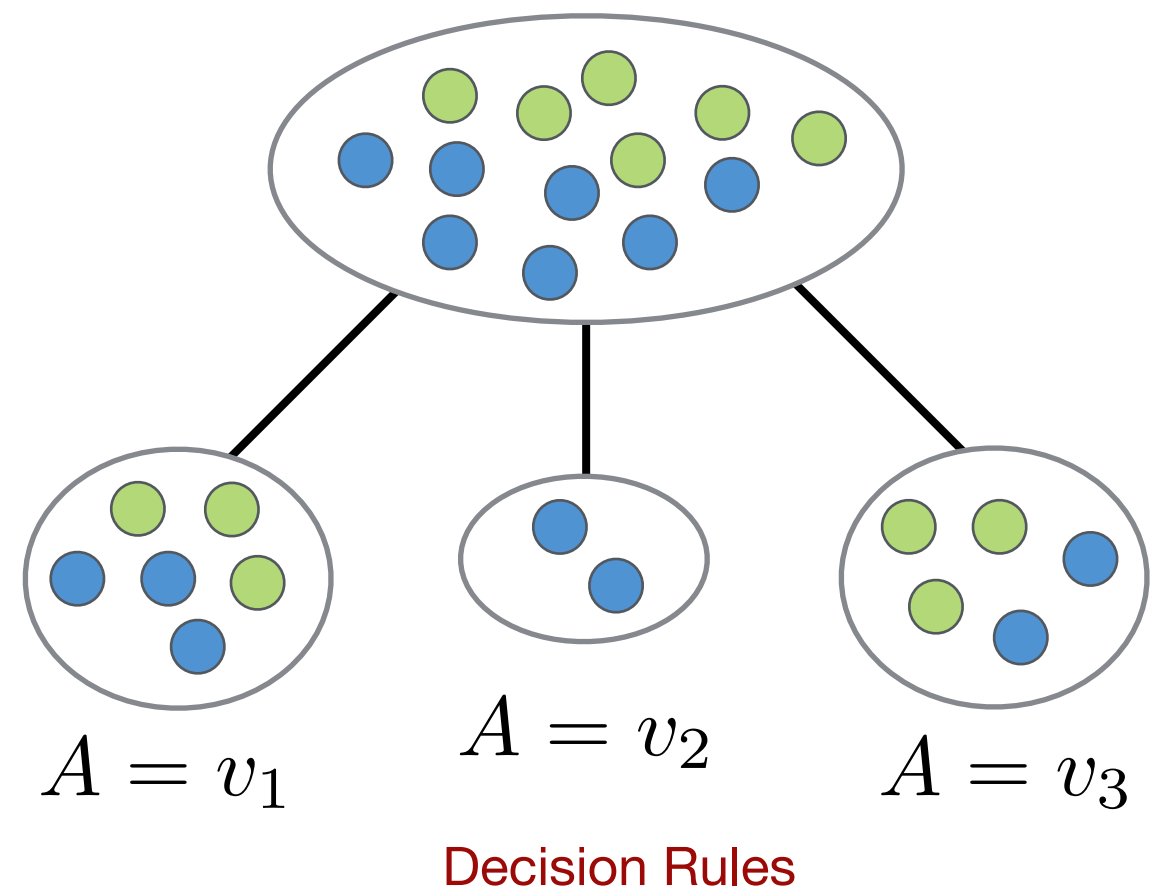 A = v₂
A = v₁
A = v₃
Decision Rules